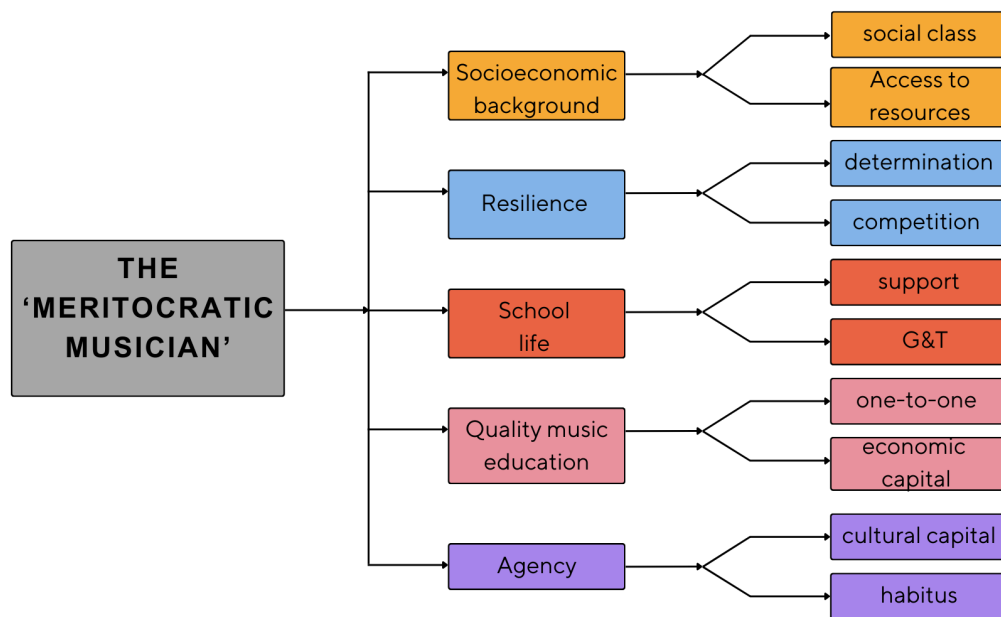 THE
‘MERITOCRATIC
MUSICIAN’
Socioeconomic
background
social class
Access to
resources
Resilience
determination
competition
School
life
support
G&T
Quality music
education
one-to-one
economic
capital
Agency
cultural capital
habitus